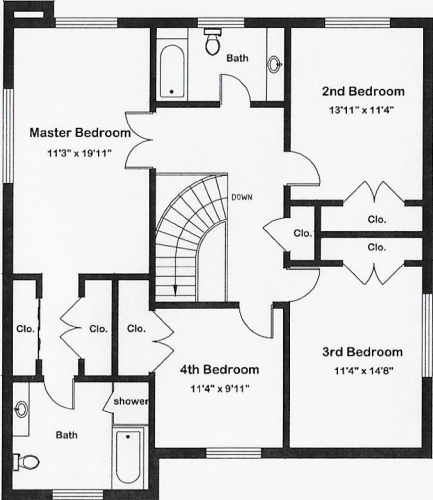 Bath
2nd Bedroom
13'11" x 11'4"
Master Bedroom
11'3" x 19'11"
DOWN
Clo.
Clo.
Clo.
Clo.
Clo.
Clo.
3rd Bedroom
11'4" x 14'8"
4th Bedroom
11'4" x 9'11"
shower
Bath